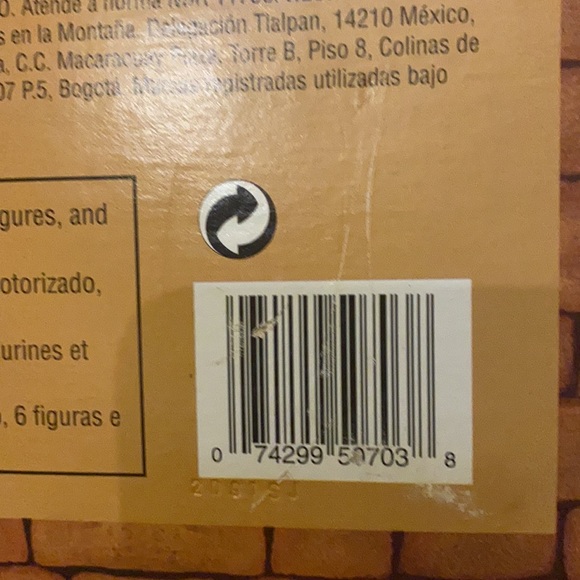 O. Atende à norma
s en la Montaña, Delegación Tlalpan, 14210 México,
a, C.C. Macaracuay Torre B, Piso 8, Colinas de
07 P.5, Bogotá. Marcas registradas utilizadas bajo
gures, and
otorizado,
urines et
o, 6 figuras e
0 74299 50703 8